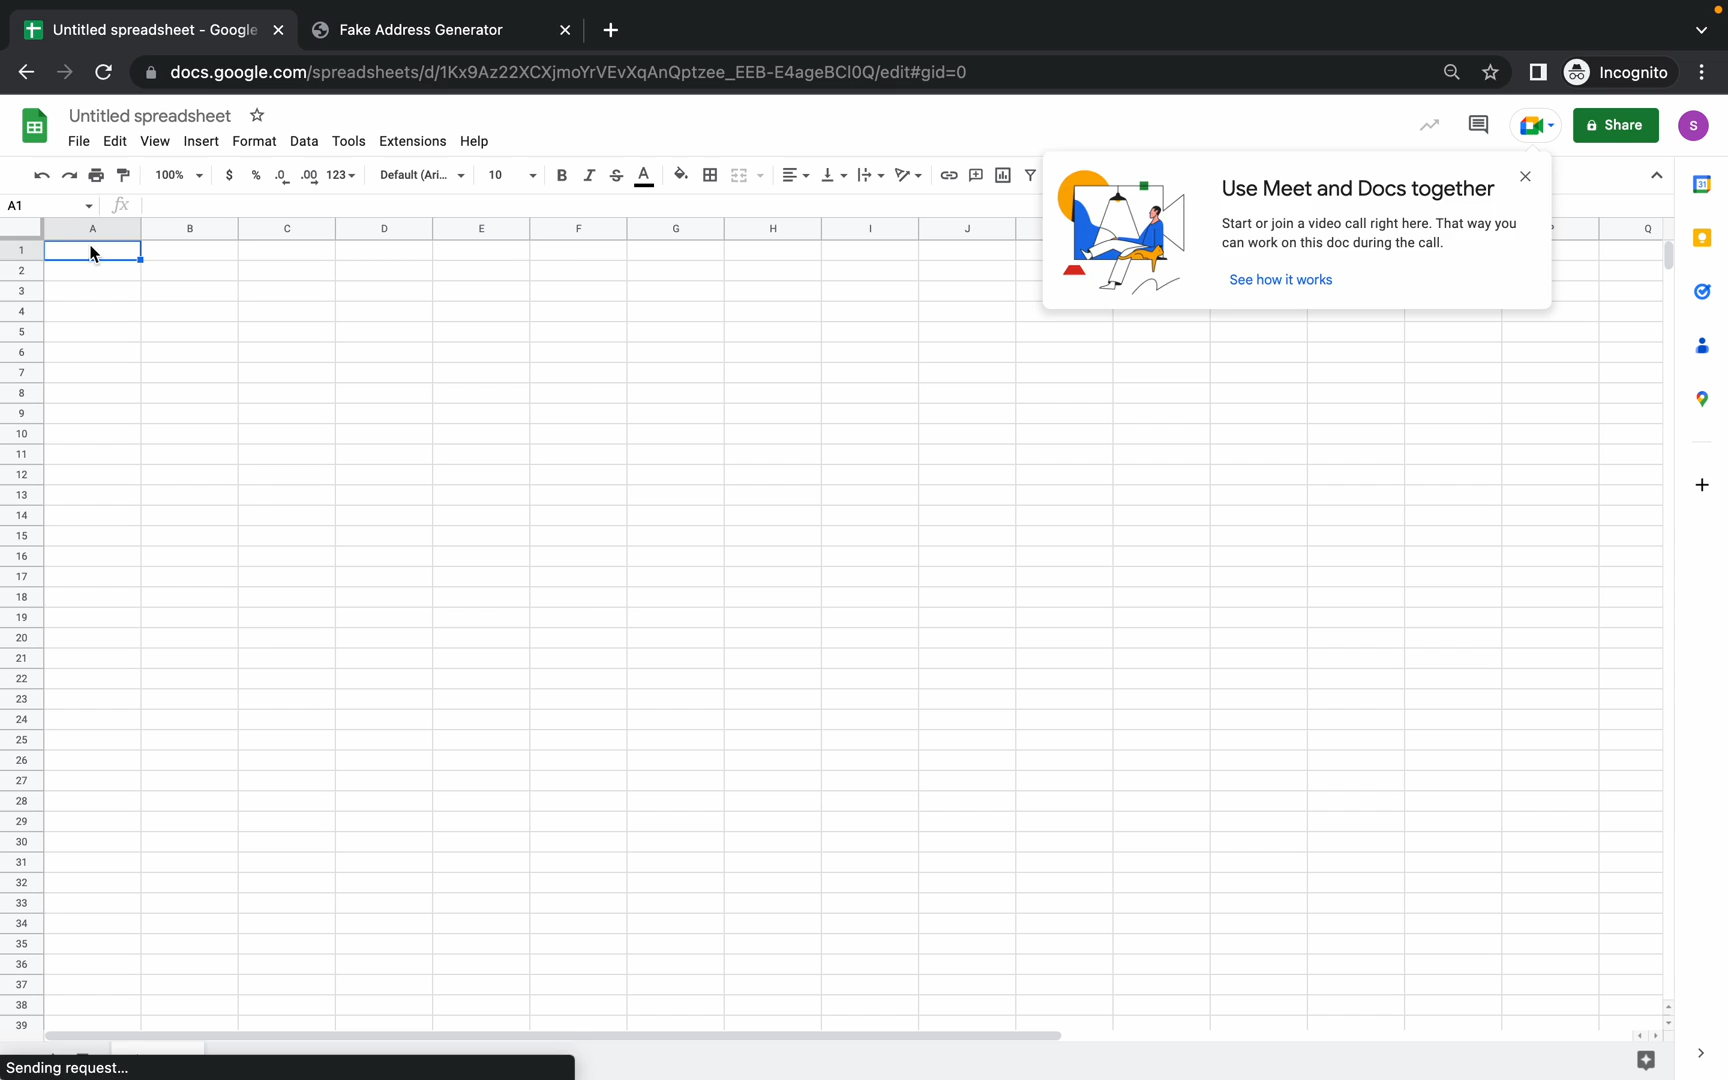 Untitled spreadsheet - Google
Fake Address Generator
docs.google.com/spreadsheets/d/1Kx9Az22XCXjmoYrVEvXqAnQptzee_EEB-E4ageBCI0Q/edit#gid=0
Incognito
Untitled spreadsheet
File Edit View Insert Format Data Tools Extensions Help
Share
S
100% $ % .0 .00 123 Default (Ari... 10 B I S A
Use Meet and Docs together
Start or join a video call right here. That way you
can work on this doc during the call.
See how it works
31
A1 fx
A B C D E F G H I J Q
1
2
3
4
5
6
7
8
9
10
11
12
13
14
15
16
17
18
19
20
21
22
23
24
25
26
27
28
29
30
31
32
33
34
35
36
37
38
39
Sending request...